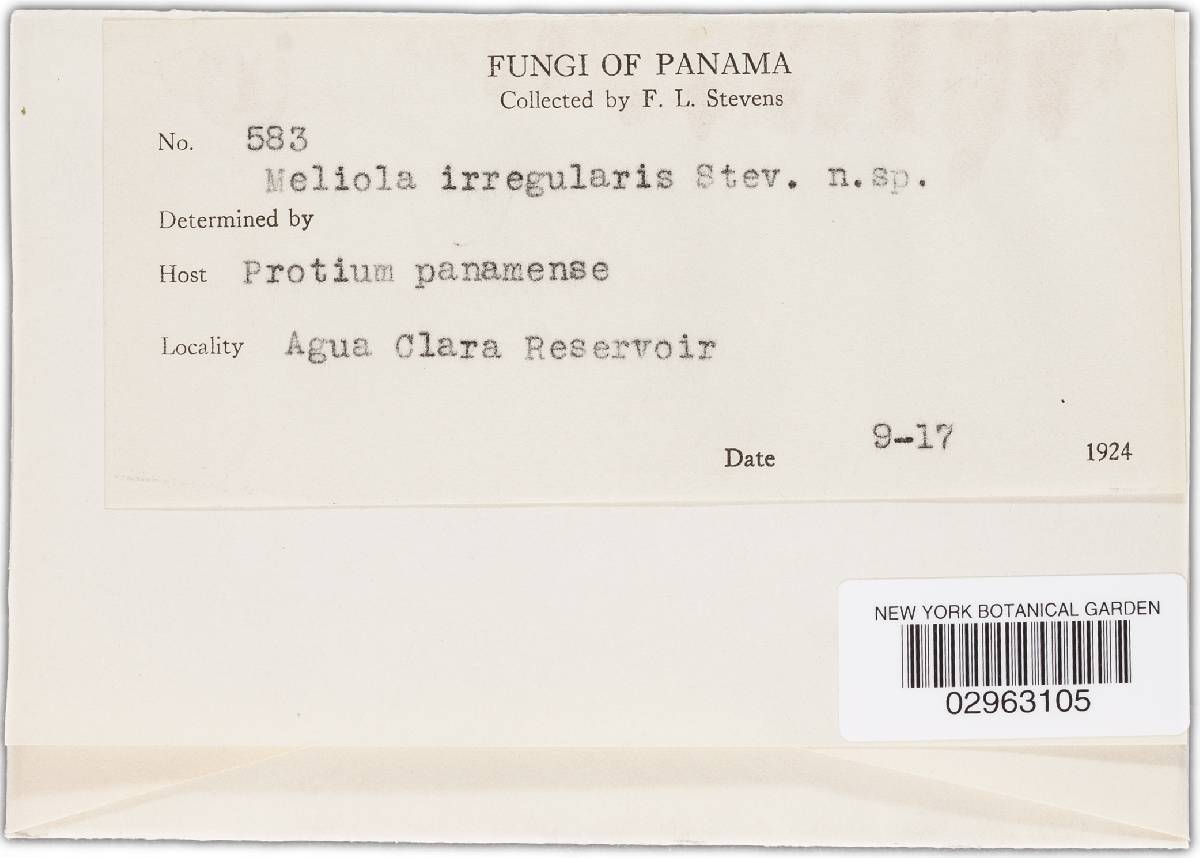 FUNGI OF PANAMA
Collected by F. L. Stevens
No. 583
Meliola irregularis Stev. n.sp.
Determined by
Host Protium panamense
Locality Agua Clara Reservoir
Date 9-17 1924
NEW YORK BOTANICAL GARDEN
02963105